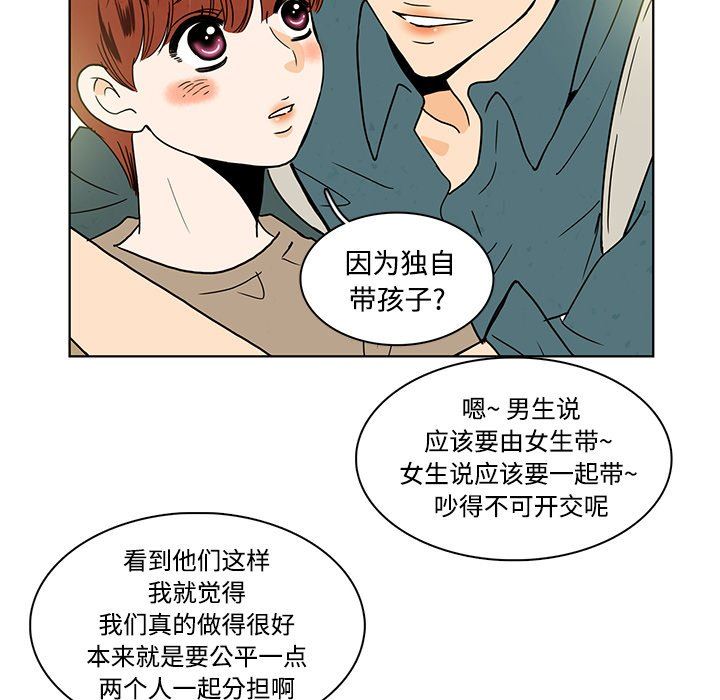 因为独自
带孩子?
嗯~ 男生说
应该要由女生带~
女生说应该要一起带~
吵得不可开交呢
看到他们这样
我就觉得
我们真的做得很好
本来就是要公平一点
两个人一起分担啊